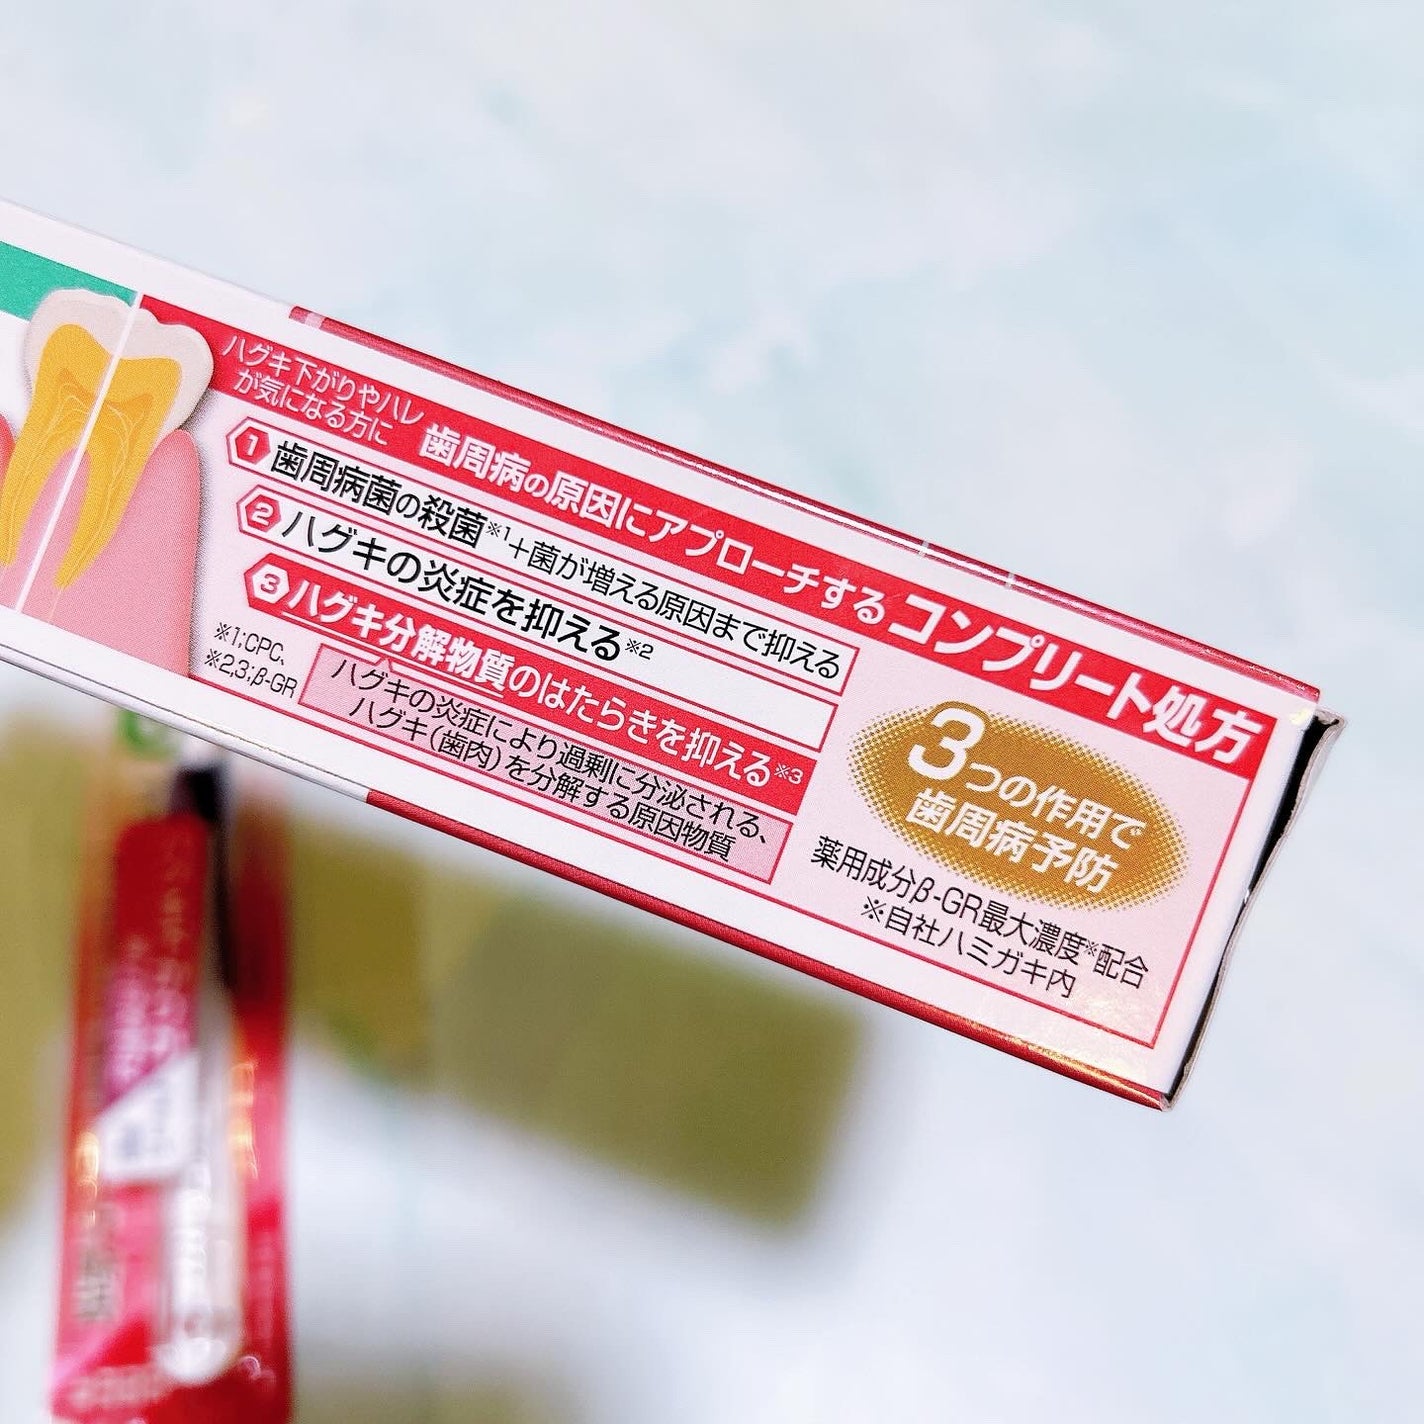 ハグキ下がりやハレ
が気になる方に
歯周病の原因にアプローチするコンプリート処方
1 歯周病菌の殺菌※1+菌が増える原因まで抑える
2 ハグキの炎症を抑える※2
3 ハグキ分解物質のはたらきを抑える※3
ハグキの炎症により過剰に分泌される、
ハグキ(歯肉)を分解する原因物質
※1;CPC、
※2,3;β-GR
3つの作用で
歯周病予防
薬用成分β-GR最大濃度※配合
※自社ハミガキ内